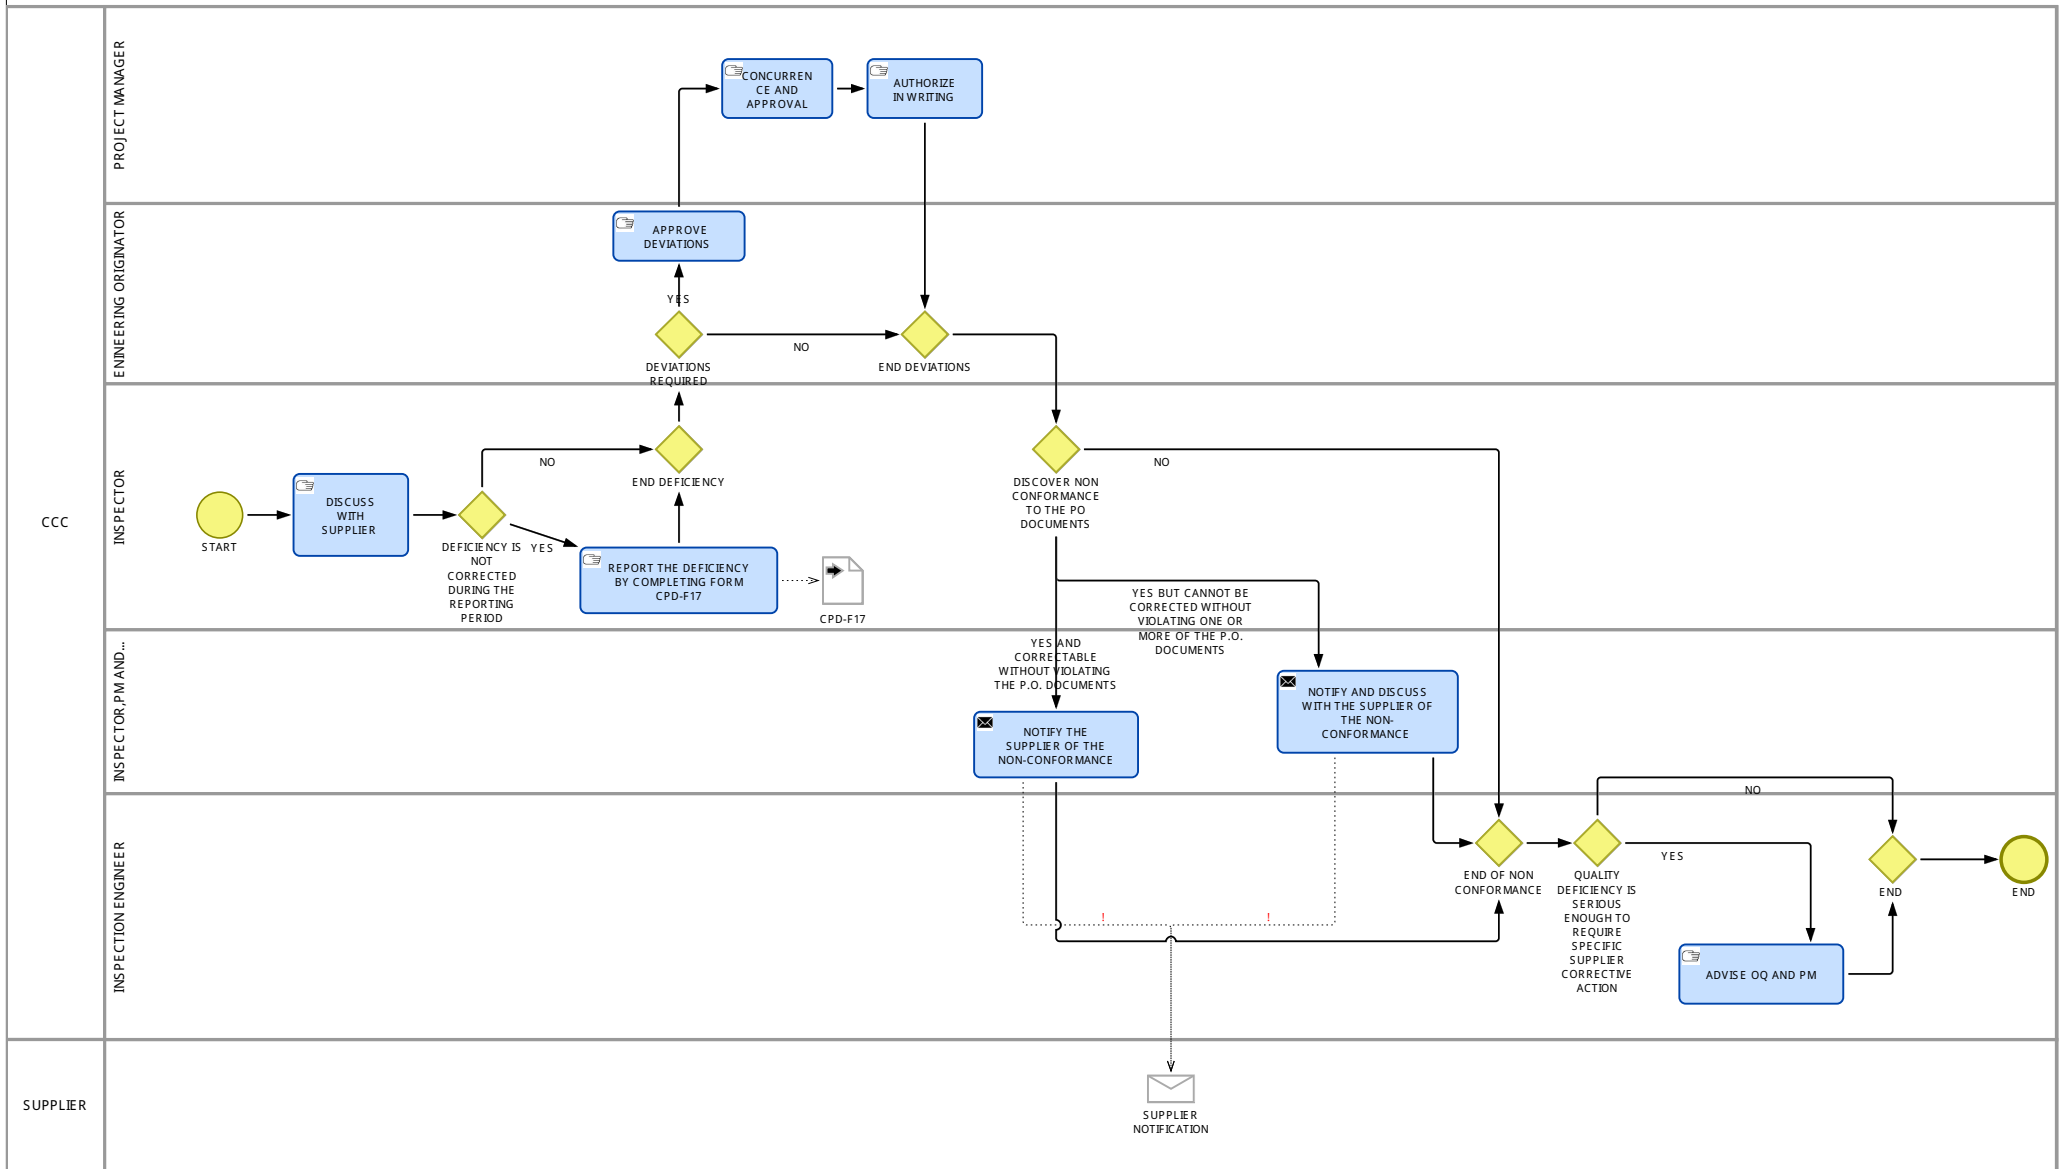 PROJECT MANAGER
CONCURREN
CE AND
APPROVAL
AUTHORIZE
IN WRITING
ENINEERING ORIGINATOR
APPROVE
DEVIATIONS
YES
NO
DEVIATIONS
REQUIRED
END DEVIATIONS
CCC
INSPECTOR
START
DISCUSS
WITH
SUPPLIER
NO
YES
DEFICIENCY IS
NOT
CORRECTED
DURING THE
REPORTING
PERIOD
END DEFICIENCY
REPORT THE DEFICIENCY
BY COMPLETING FORM
CPD-F17
CPD-F17
DISCOVER NON
CONFORMANCE
TO THE PO
DOCUMENTS
NO
YES BUT CANNOT BE
CORRECTED WITHOUT
VIOLATING ONE OR
MORE OF THE P.O.
DOCUMENTS
INSPECTOR,PM AND...
YES AND
CORRECTABLE
WITHOUT VIOLATING
THE P.O. DOCUMENTS
NOTIFY THE
SUPPLIER OF THE
NON-CONFORMANCE
NOTIFY AND DISCUSS
WITH THE SUPPLIER OF
THE NON-
CONFORMANCE
INSPECTION ENGINEER
!
!
END OF NON
CONFORMANCE
NO
YES
QUALITY
DEFICIENCY IS
SERIOUS
ENOUGH TO
REQUIRE
SPECIFIC
SUPPLIER
CORRECTIVE
ACTION
ADVISE OQ AND PM
END
END
SUPPLIER
SUPPLIER
NOTIFICATION